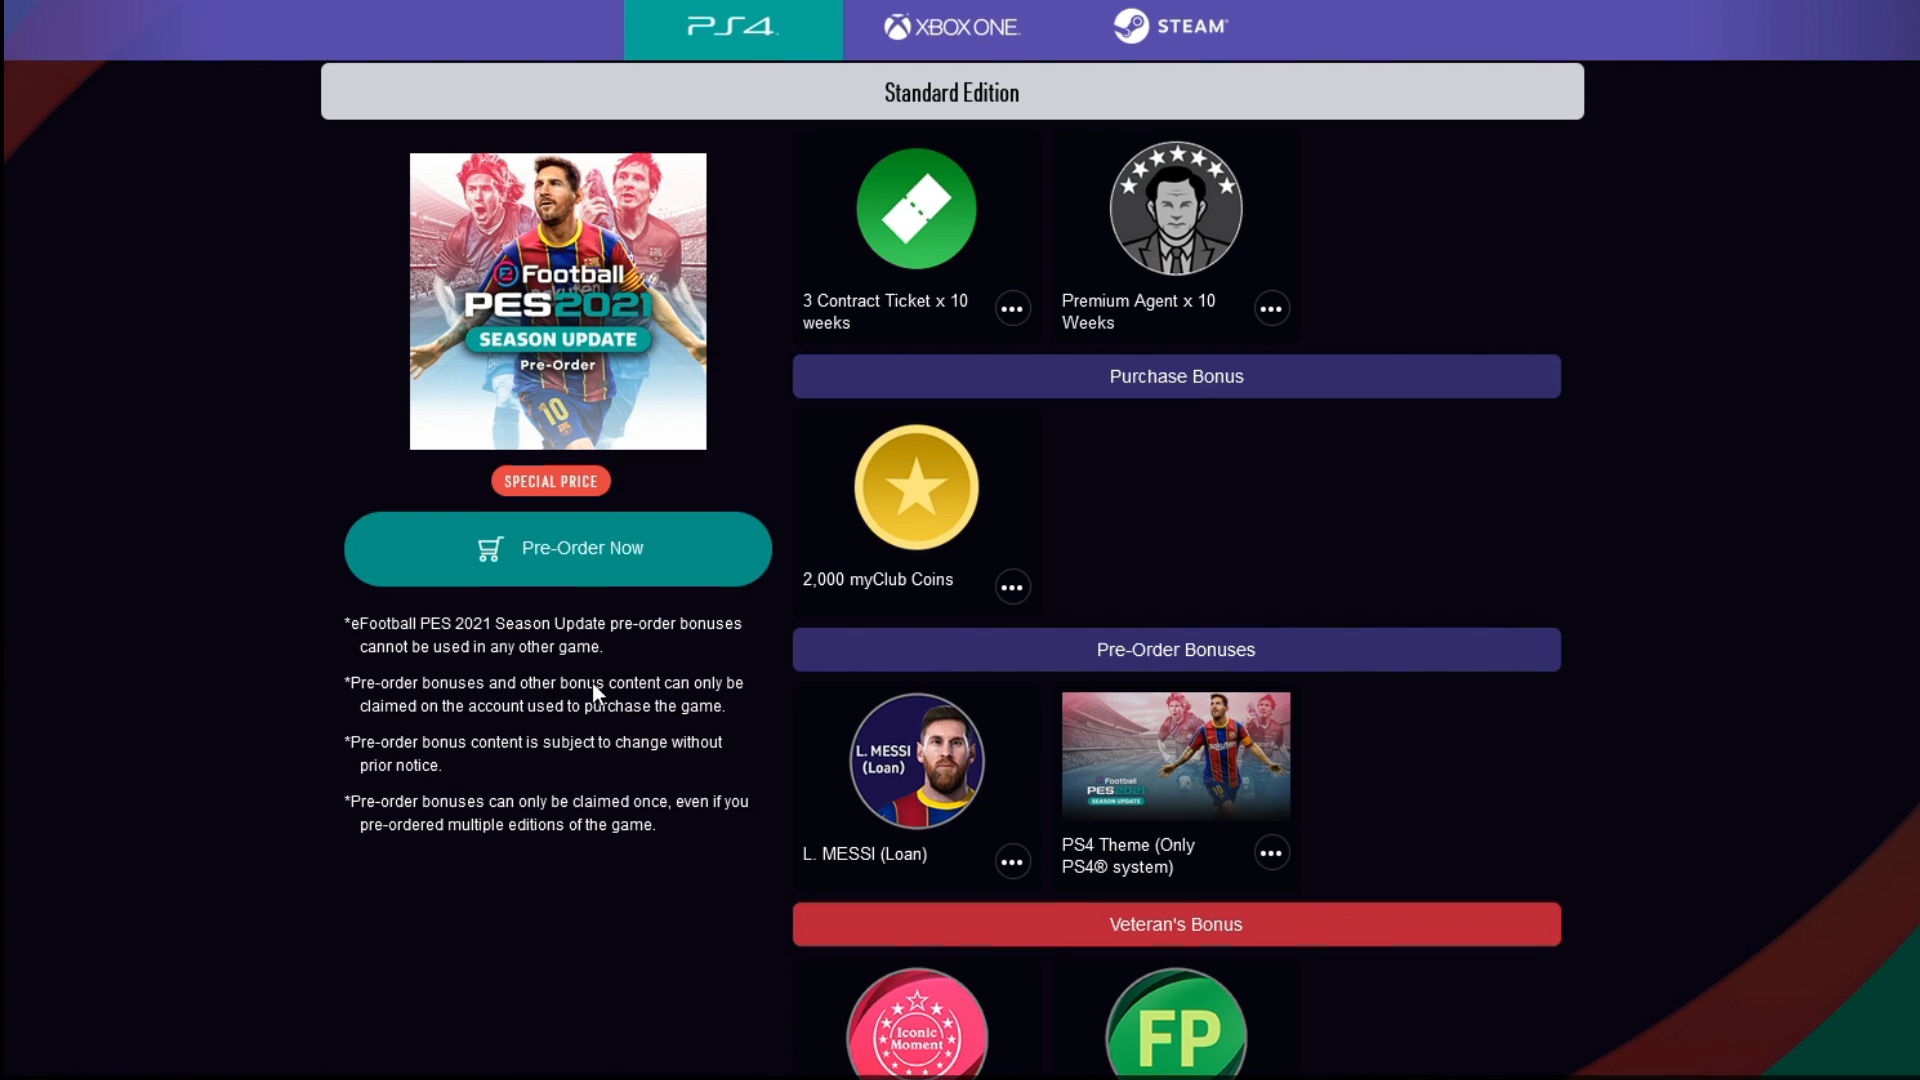 PS4
XBOX ONE
STEAM
Standard Edition
Football
PES2021
SEASON UPDATE
Pre-Order
10
SPECIAL PRICE
Pre-Order Now
*eFootball PES 2021 Season Update pre-order bonuses
cannot be used in any other game.
*Pre-order bonuses and other bonus content can only be
claimed on the account used to purchase the game.
*Pre-order bonus content is subject to change without
prior notice.
*Pre-order bonuses can only be claimed once, even if you
pre-ordered multiple editions of the game.
3 Contract Ticket x 10
weeks
Premium Agent x 10
Weeks
Purchase Bonus
2,000 myClub Coins
Pre-Order Bonuses
L. MESSI
(Loan)
L. MESSI (Loan)
Football
PES2021
SEASON UPDATE
PS4 Theme (Only
PS4® system)
Veteran's Bonus
Iconic
Moment
FP